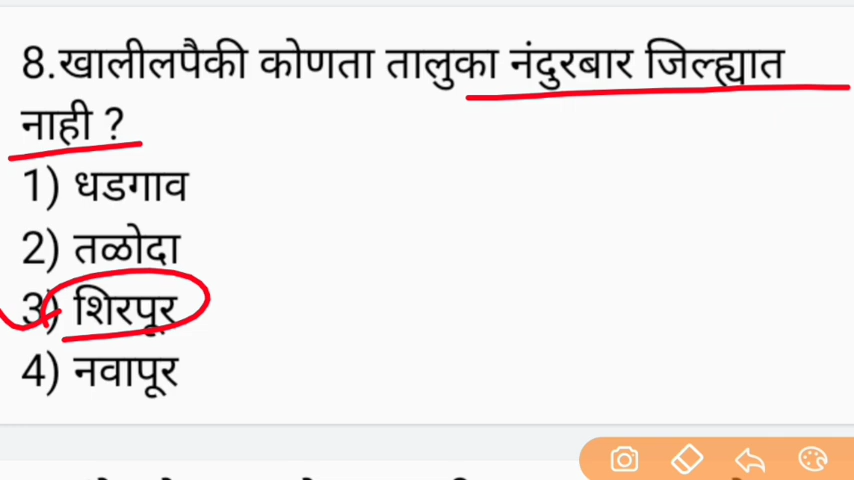 8.खालीलपैकी कोणता तालुका नंदुरबार जिल्ह्यात
नाही ?
1) धडगाव
2) तळोदा
3) शिरपूर
4) नवापूर